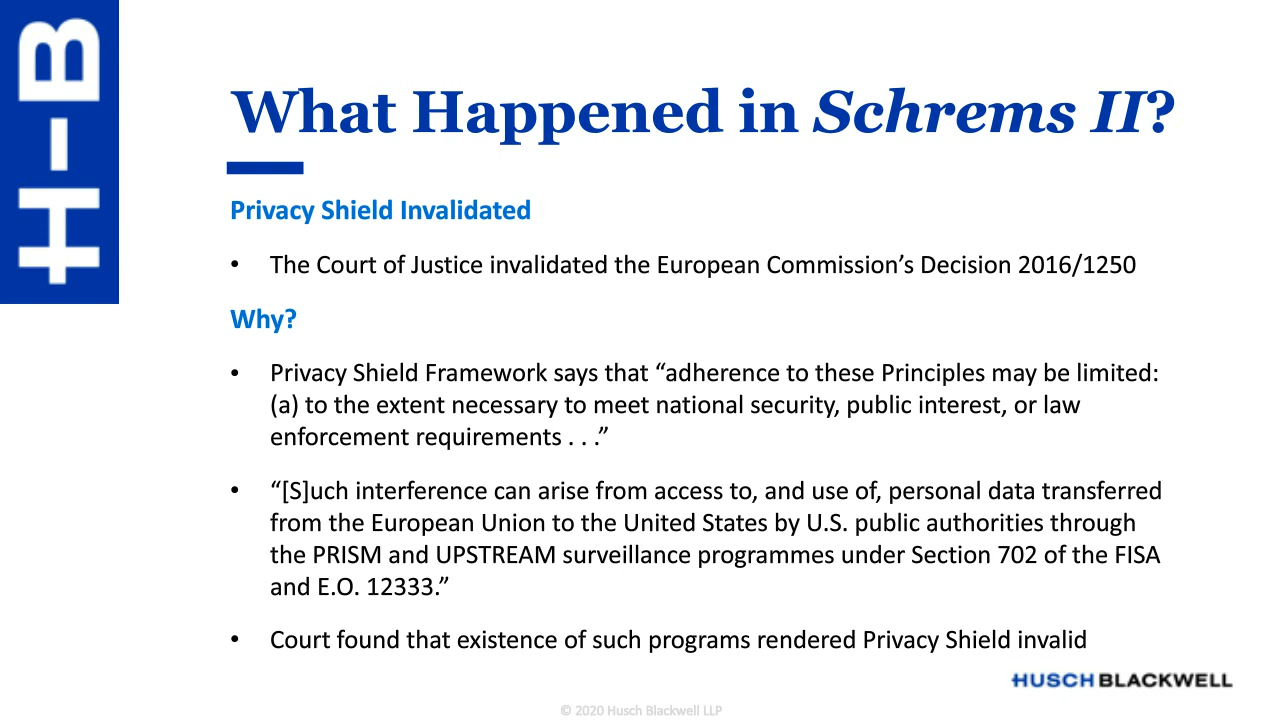 H-B
What Happened in Schrems II?
Privacy Shield Invalidated
• The Court of Justice invalidated the European Commission’s Decision 2016/1250
Why?
• Privacy Shield Framework says that “adherence to these Principles may be limited:
(a) to the extent necessary to meet national security, public interest, or law
enforcement requirements . . .”
• “[S]uch interference can arise from access to, and use of, personal data transferred
from the European Union to the United States by U.S. public authorities through
the PRISM and UPSTREAM surveillance programmes under Section 702 of the FISA
and E.O. 12333.”
• Court found that existence of such programs rendered Privacy Shield invalid
HUSCH BLACKWELL
© 2020 Husch Blackwell LLP